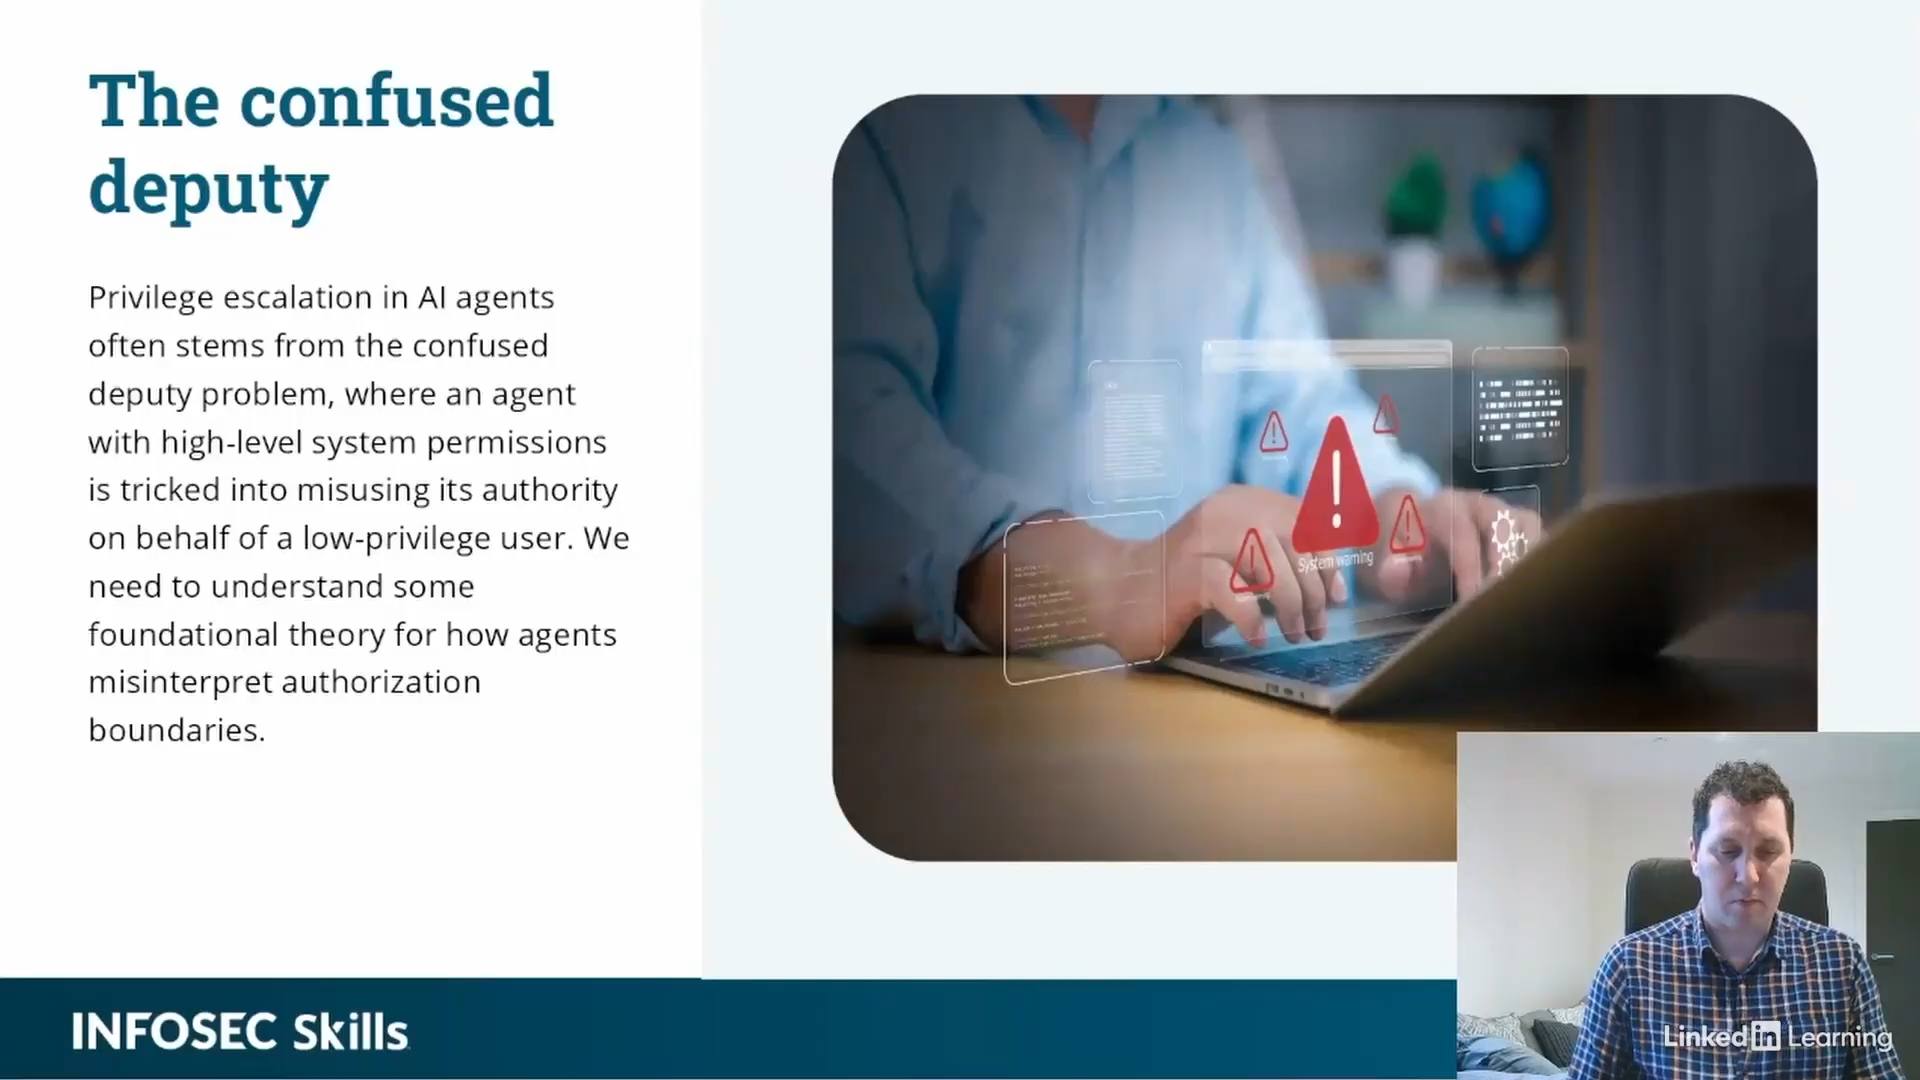 The confused
deputy
Privilege escalation in AI agents
often stems from the confused
deputy problem, where an agent
with high-level system permissions
is tricked into misusing its authority
on behalf of a low-privilege user. We
need to understand some
foundational theory for how agents
misinterpret authorization
boundaries.
System warning
INFOSEC Skills
LinkedIn Learning